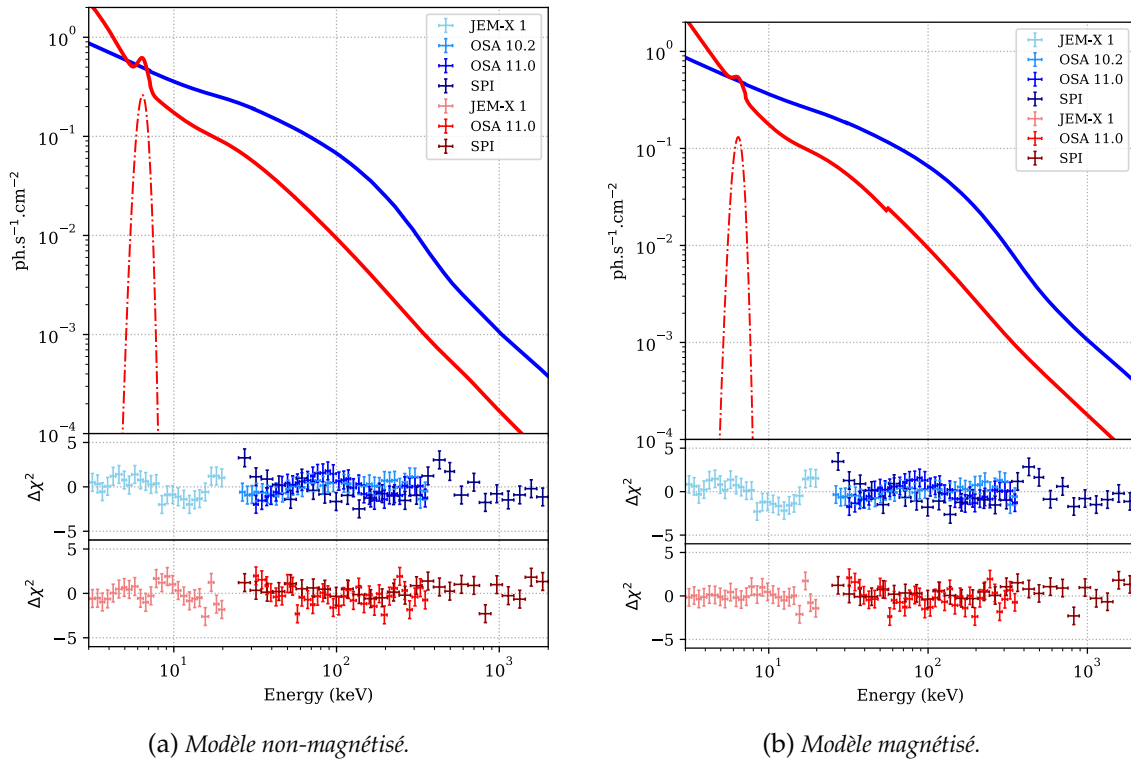 JEM-X 1
OSA 10.2
OSA 11.0
SPI
JEM-X 1
OSA 11.0
SPI
ph.s⁻¹.cm⁻²
10⁰
10⁻¹
10⁻²
10⁻³
10⁻⁴
Δχ²
5
0
−5
Δχ²
5
0
−5
10¹ 10² 10³
Energy (keV)
(a) Modèle non-magnétisé.
JEM-X 1
OSA 10.2
OSA 11.0
SPI
JEM-X 1
OSA 11.0
SPI
ph.s⁻¹.cm⁻²
10⁰
10⁻¹
10⁻²
10⁻³
10⁻⁴
Δχ²
5
0
−5
Δχ²
5
0
−5
10¹ 10² 10³
Energy (keV)
(b) Modèle magnétisé.